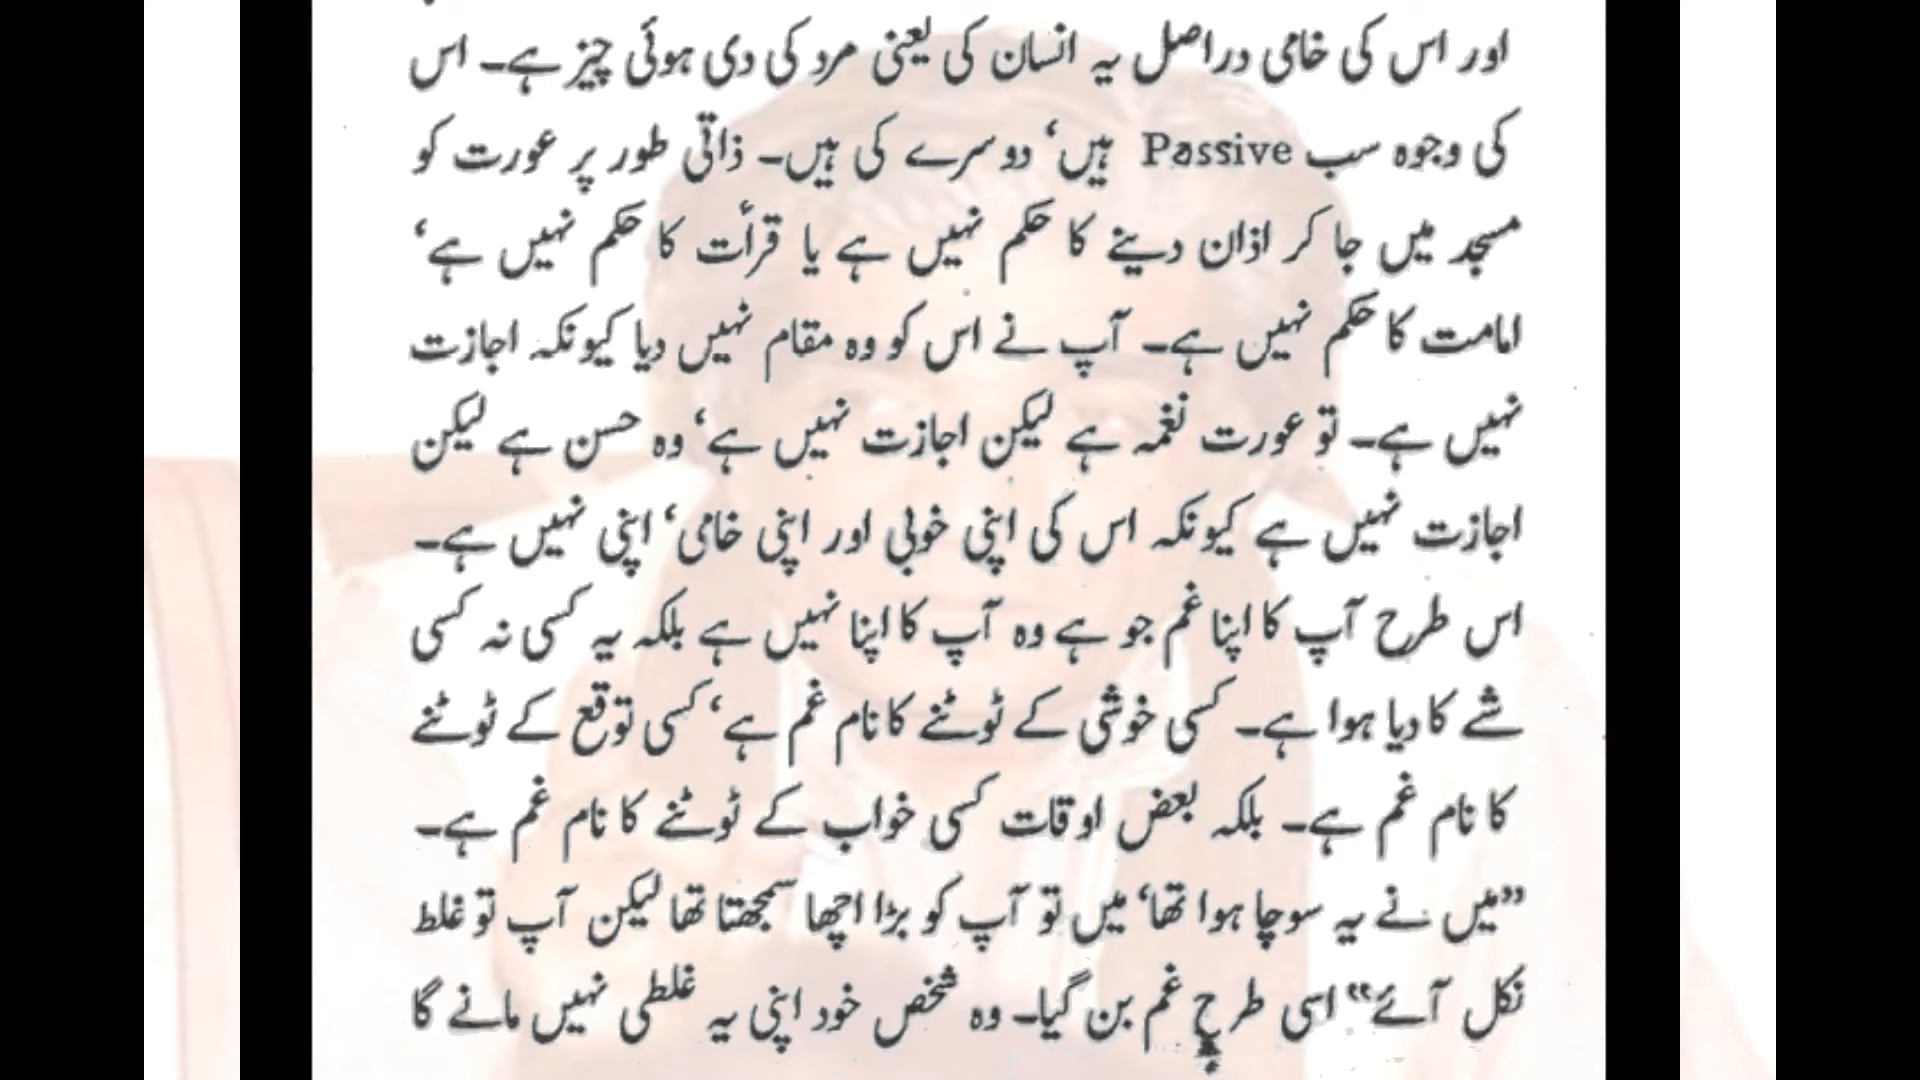 اور اس کی خامی دراصل یہ انسان کی یعنی مرد کی دی ہوئی چیز ہے۔ اس
کی وجوہ سب Passive ہیں‘ دوسرے کی ہیں۔ ذاتی طور پر عورت کو
مسجد میں جا کر اذان دینے کا حکم نہیں ہے یا قرأت کا حکم نہیں ہے‘
امامت کا حکم نہیں ہے۔ آپ نے اس کو وہ مقام نہیں دیا کیونکہ اجازت
نہیں ہے۔ تو عورت نغمہ ہے لیکن اجازت نہیں ہے‘ وہ حسن ہے لیکن
اجازت نہیں ہے کیونکہ اس کی اپنی خوبی اور اپنی خامی‘ اپنی نہیں ہے۔
اس طرح آپ کا اپنا غم جو ہے وہ آپ کا اپنا نہیں ہے بلکہ یہ کسی نہ کسی
شے کا دیا ہوا ہے۔ کسی خوشی کے ٹوٹنے کا نام غم ہے‘ کسی توقع کے ٹوٹنے
کا نام غم ہے۔ بلکہ بعض اوقات کسی خواب کے ٹوٹنے کا نام غم ہے۔
”میں نے یہ سوچا ہوا تھا‘ میں تو آپ کو بڑا اچھا سمجھتا تھا لیکن آپ تو غلط
نکل آئے“ اسی طرح غم بن گیا۔ وہ شخص خود اپنی یہ غلطی نہیں مانے گا